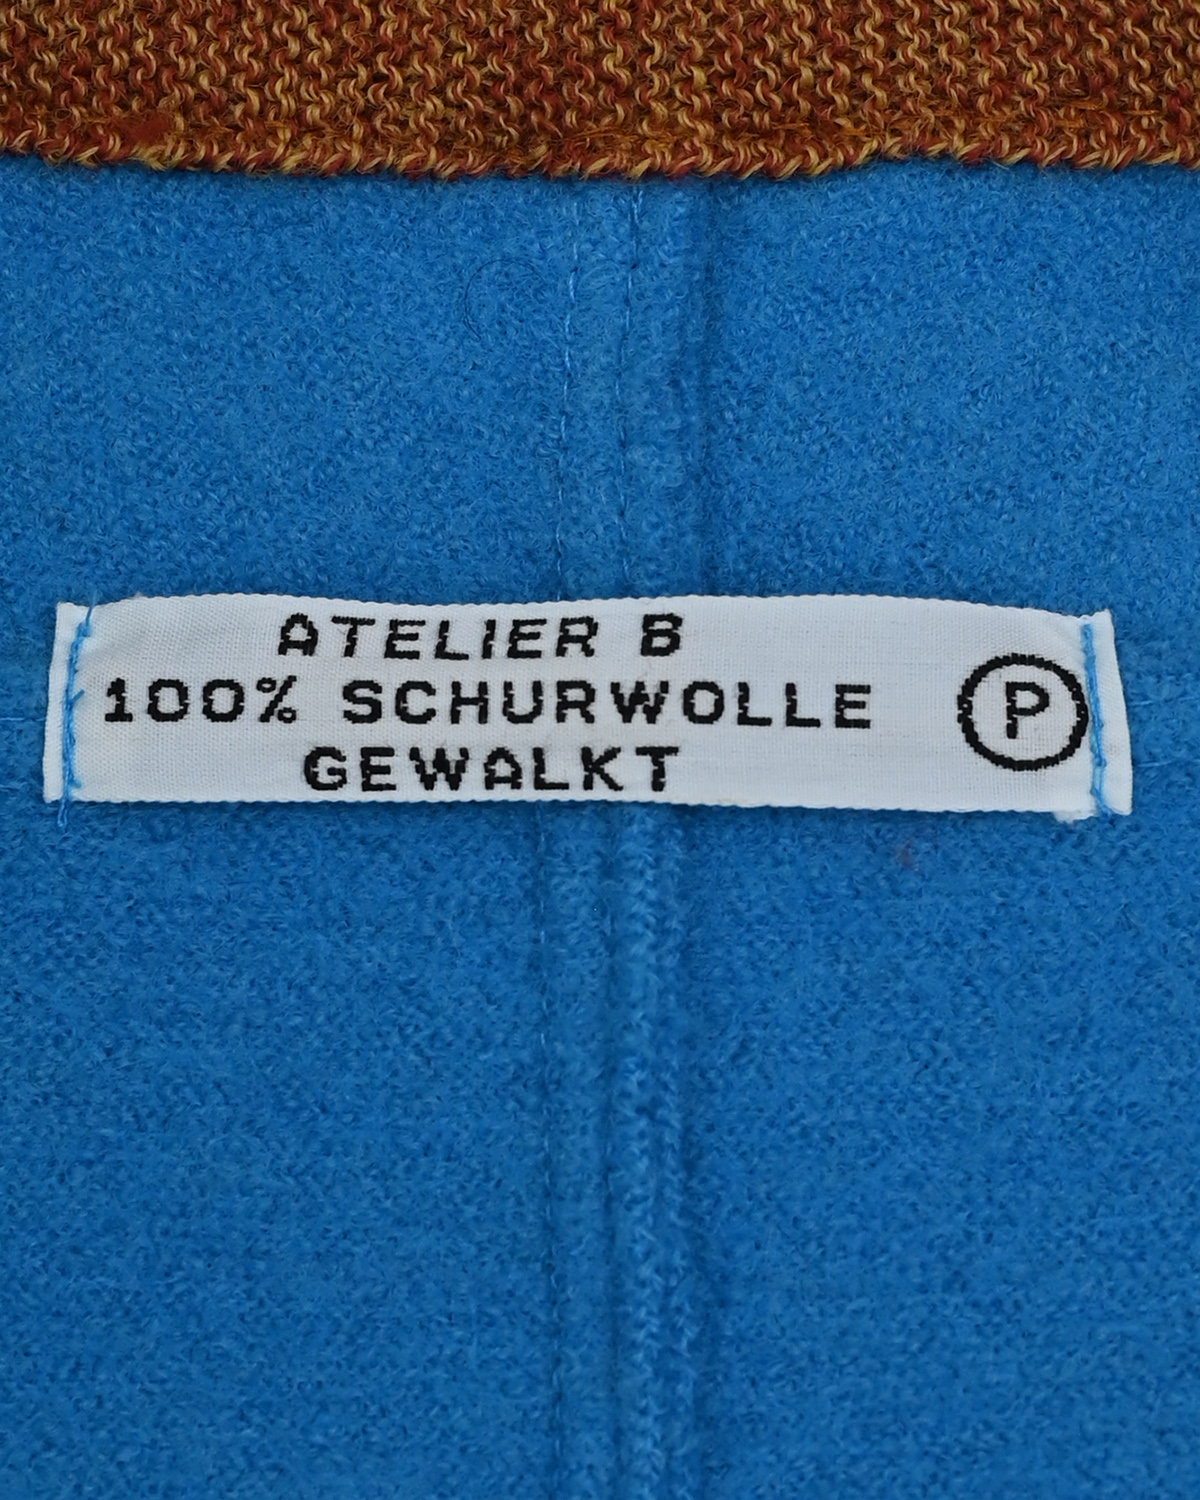 ATELIER B
100% SCHURWOLLE
GEWALKT
P